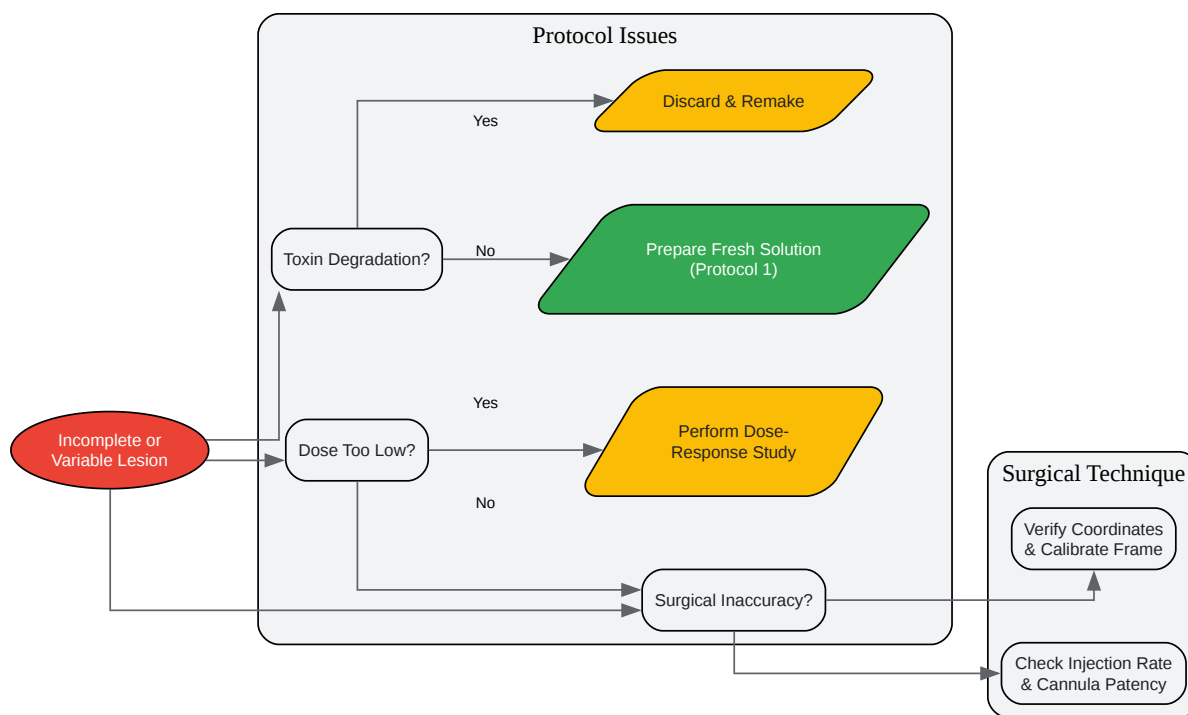 Protocol Issues
Discard & Remake
Yes
Toxin Degradation?
No
Prepare Fresh Solution
(Protocol 1)
Incomplete or
Variable Lesion
Dose Too Low?
Yes
Perform Dose-
Response Study
No
Surgical Inaccuracy?
Surgical Technique
Verify Coordinates
& Calibrate Frame
Check Injection Rate
& Cannula Patency